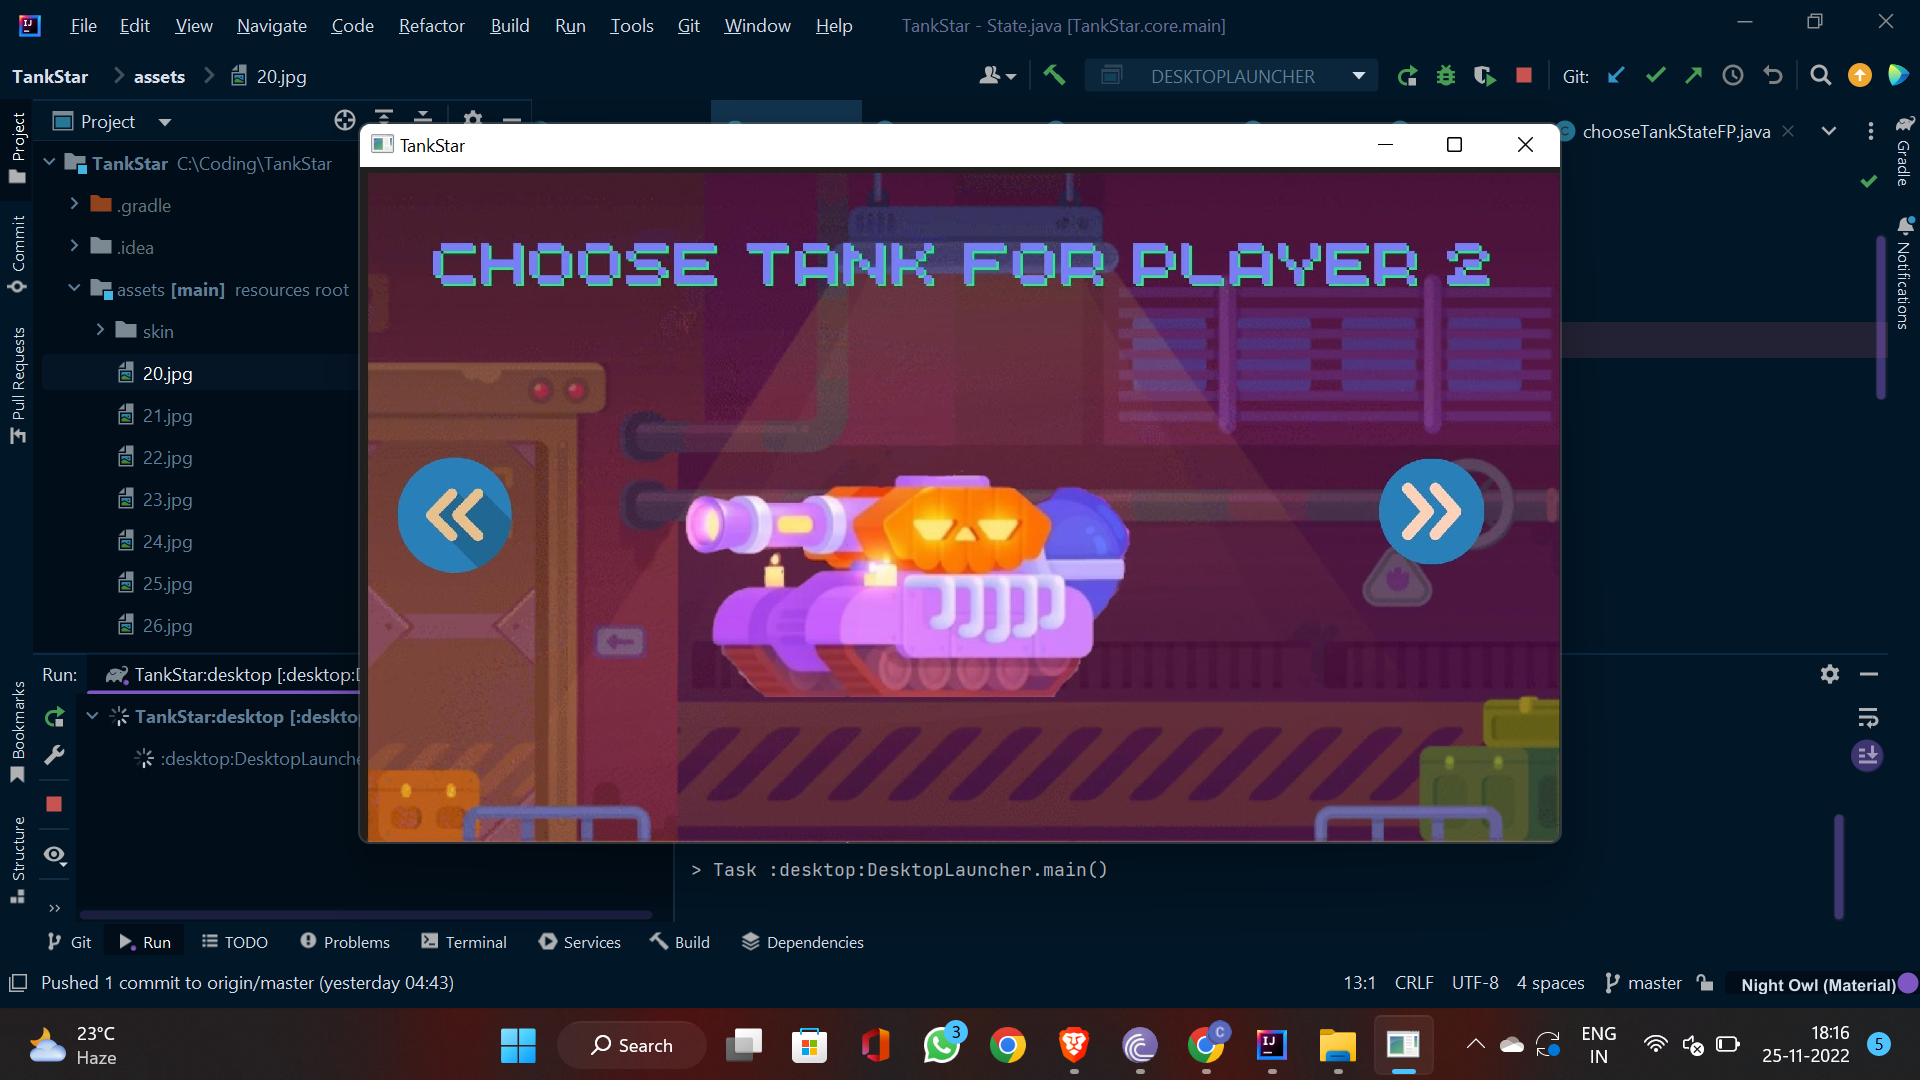 File Edit View Navigate Code Refactor Build Run Tools Git Window Help TankStar - State.java [TankStar.core.main]
TankStar assets 20.jpg DESKTOPLAUNCHER Git:
Project
chooseTankStateFP.java
TankStar
TankStar C:\Coding\TankStar
.gradle
.idea
assets [main] resources root
skin
20.jpg
21.jpg
22.jpg
23.jpg
24.jpg
25.jpg
26.jpg
CHOOSE TANK FOR PLAYER 2
Project
Commit
Pull Requests
Bookmarks
Structure
Gradle
Notifications
Run: TankStar:desktop [:desktop:
TankStar:desktop [:deskto
:desktop:DesktopLaunche
> Task :desktop:DesktopLauncher.main()
Git Run TODO Problems Terminal Services Build Dependencies
Pushed 1 commit to origin/master (yesterday 04:43) 13:1 CRLF UTF-8 4 spaces master Night Owl (Material)
23°C
Haze
Search
3
C
ENG
IN
18:16
25-11-2022
5